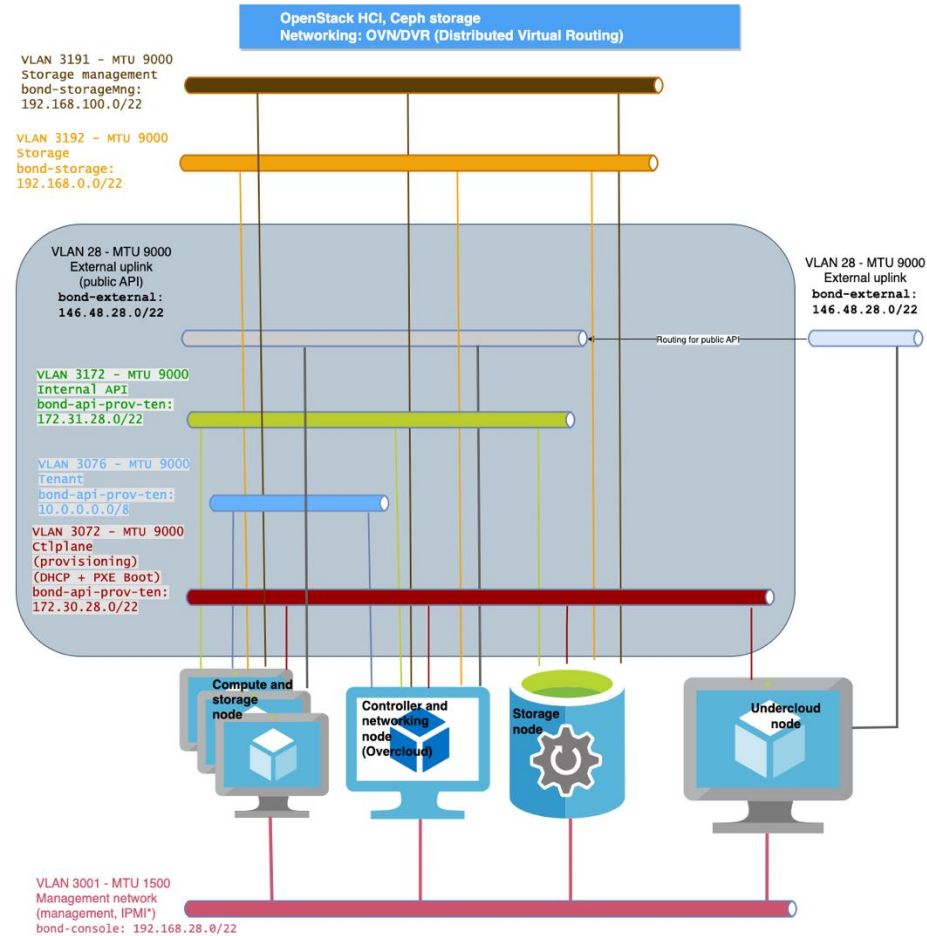 OpenStack HCI, Ceph storage
Networking: OVN/DVR (Distributed Virtual Routing)
VLAN 3191 - MTU 9000
Storage management
bond-storageMng:
192.168.100.0/22
VLAN 3192 - MTU 9000
Storage
bond-storage:
192.168.0.0/22
VLAN 28 - MTU 9000
External uplink
(public API)
bond-external:
146.48.28.0/22
VLAN 28 - MTU 9000
External uplink
bond-external:
146.48.28.0/22
Routing for public API
VLAN 3172 - MTU 9000
Internal API
bond-api-prov-ten:
172.31.28.0/22
VLAN 3076 - MTU 9000
Tenant
bond-api-prov-ten:
10.0.0.0.0/8
VLAN 3072 - MTU 9000
Ctlplane
(provisioning)
(DHCP + PXE Boot)
bond-api-prov-ten:
172.30.28.0/22
Compute and
storage
node
Controller and
networking
node
(Overcloud)
Storage
node
Undercloud
node
VLAN 3001 - MTU 1500
Management network
(management, IPMI*)
bond-console: 192.168.28.0/22